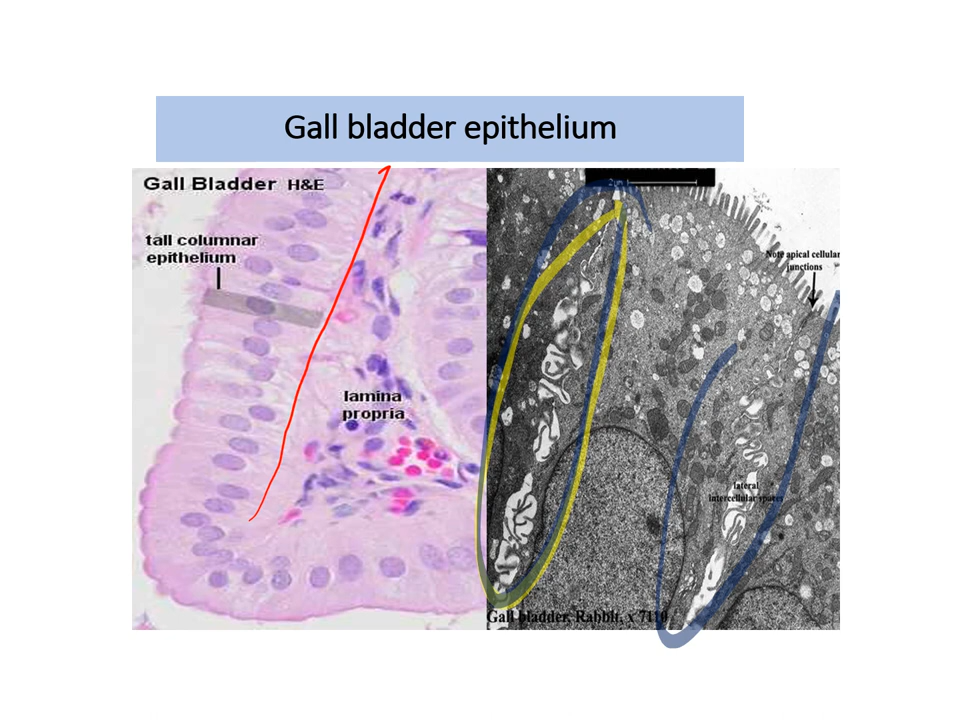 Gall bladder epithelium
Gall Bladder H&E
tall columnar
epithelium
lamina
propria
Note apical cellular
junctions
lateral
intercellular spaces
Gall bladder, Rabbit, x 7110